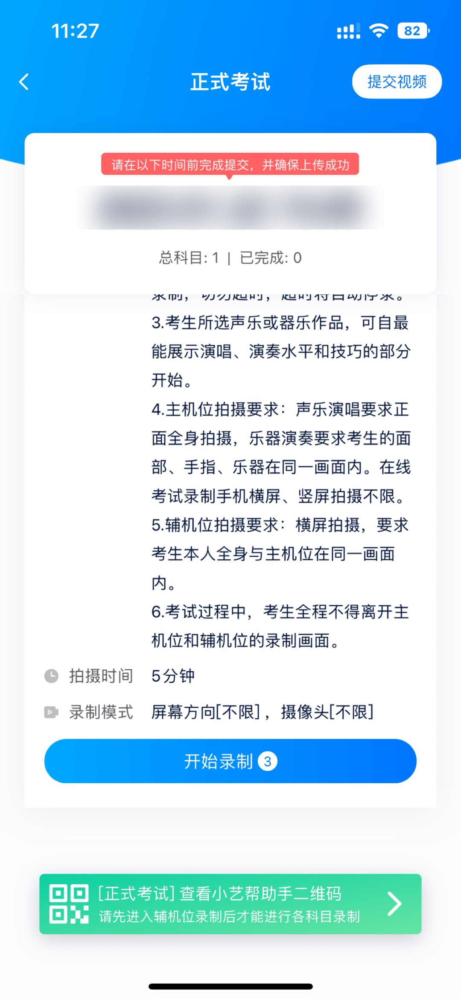 11:27
82
正式考试
提交视频
请在以下时间前完成提交，并确保上传成功
总科目: 1 | 已完成: 0
录制，切勿超时，超时将自动停录。
3.考生所选声乐或器乐作品，可自最
能展示演唱、演奏水平和技巧的部分
开始。
4.主机位拍摄要求：声乐演唱要求正
面全身拍摄，乐器演奏要求考生的面
部、手指、乐器在同一画面内。在线
考试录制手机横屏、竖屏拍摄不限。
5.辅机位拍摄要求：横屏拍摄，要求
考生本人全身与主机位在同一画面
内。
6.考试过程中，考生全程不得离开主
机位和辅机位的录制画面。
拍摄时间 5分钟
录制模式 屏幕方向[不限]，摄像头[不限]
开始录制 3
[正式考试] 查看小艺帮助手二维码
请先进入辅机位录制后才能进行各科目录制